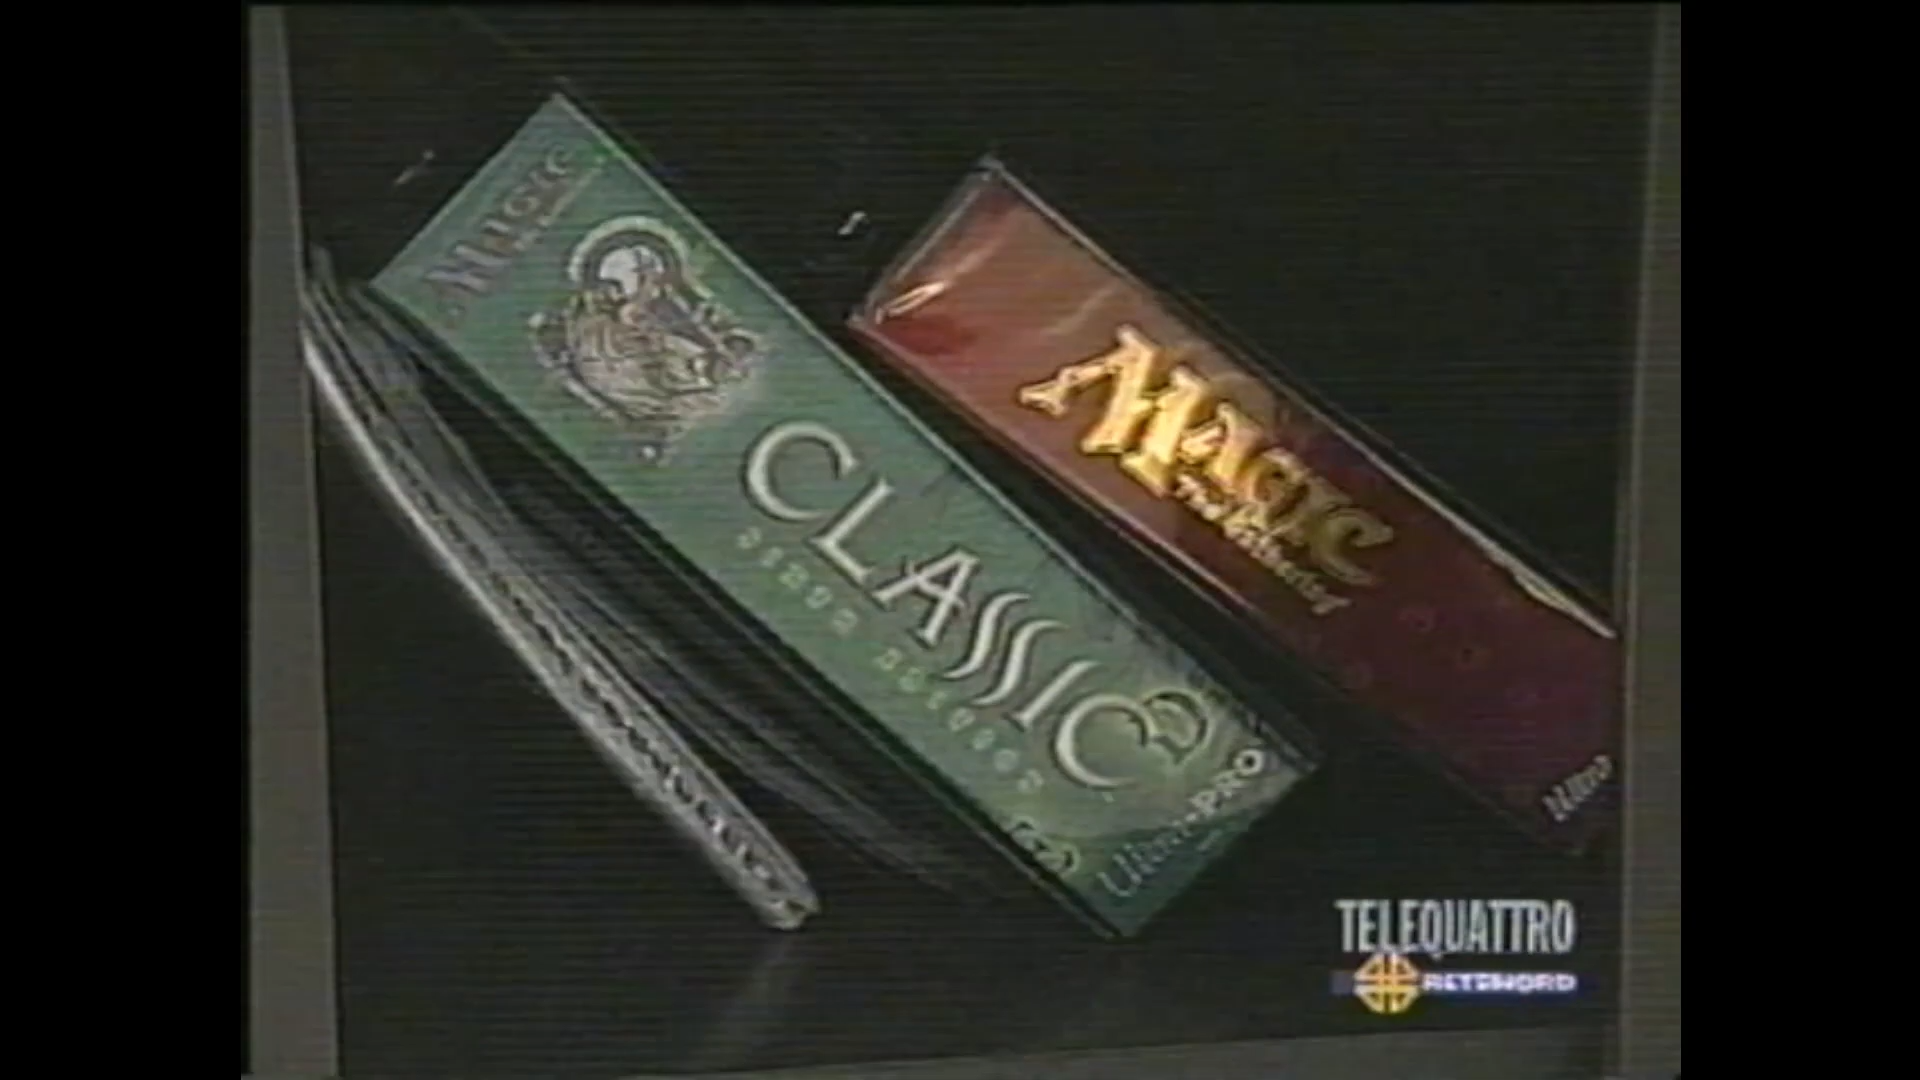 MAGIC
CLASSIC
Ultra•PRO
MAGIC
The Gathering
Ultra
TELEQUATTRO
RETENORD